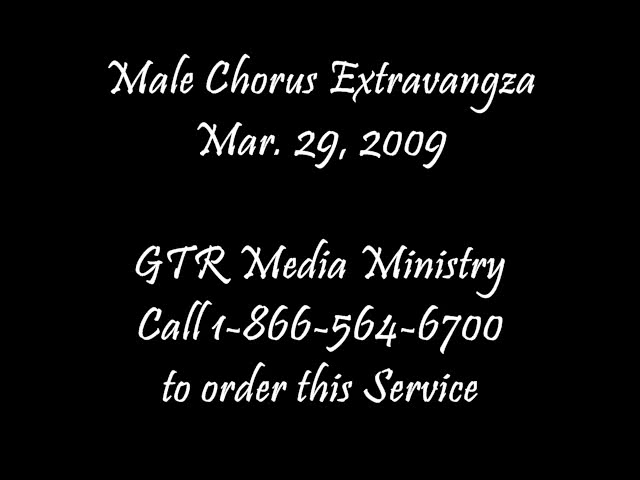 Male Chorus Extravangza
Mar. 29, 2009
GTR Media Ministry
Call 1-866-564-6700
to order this Service